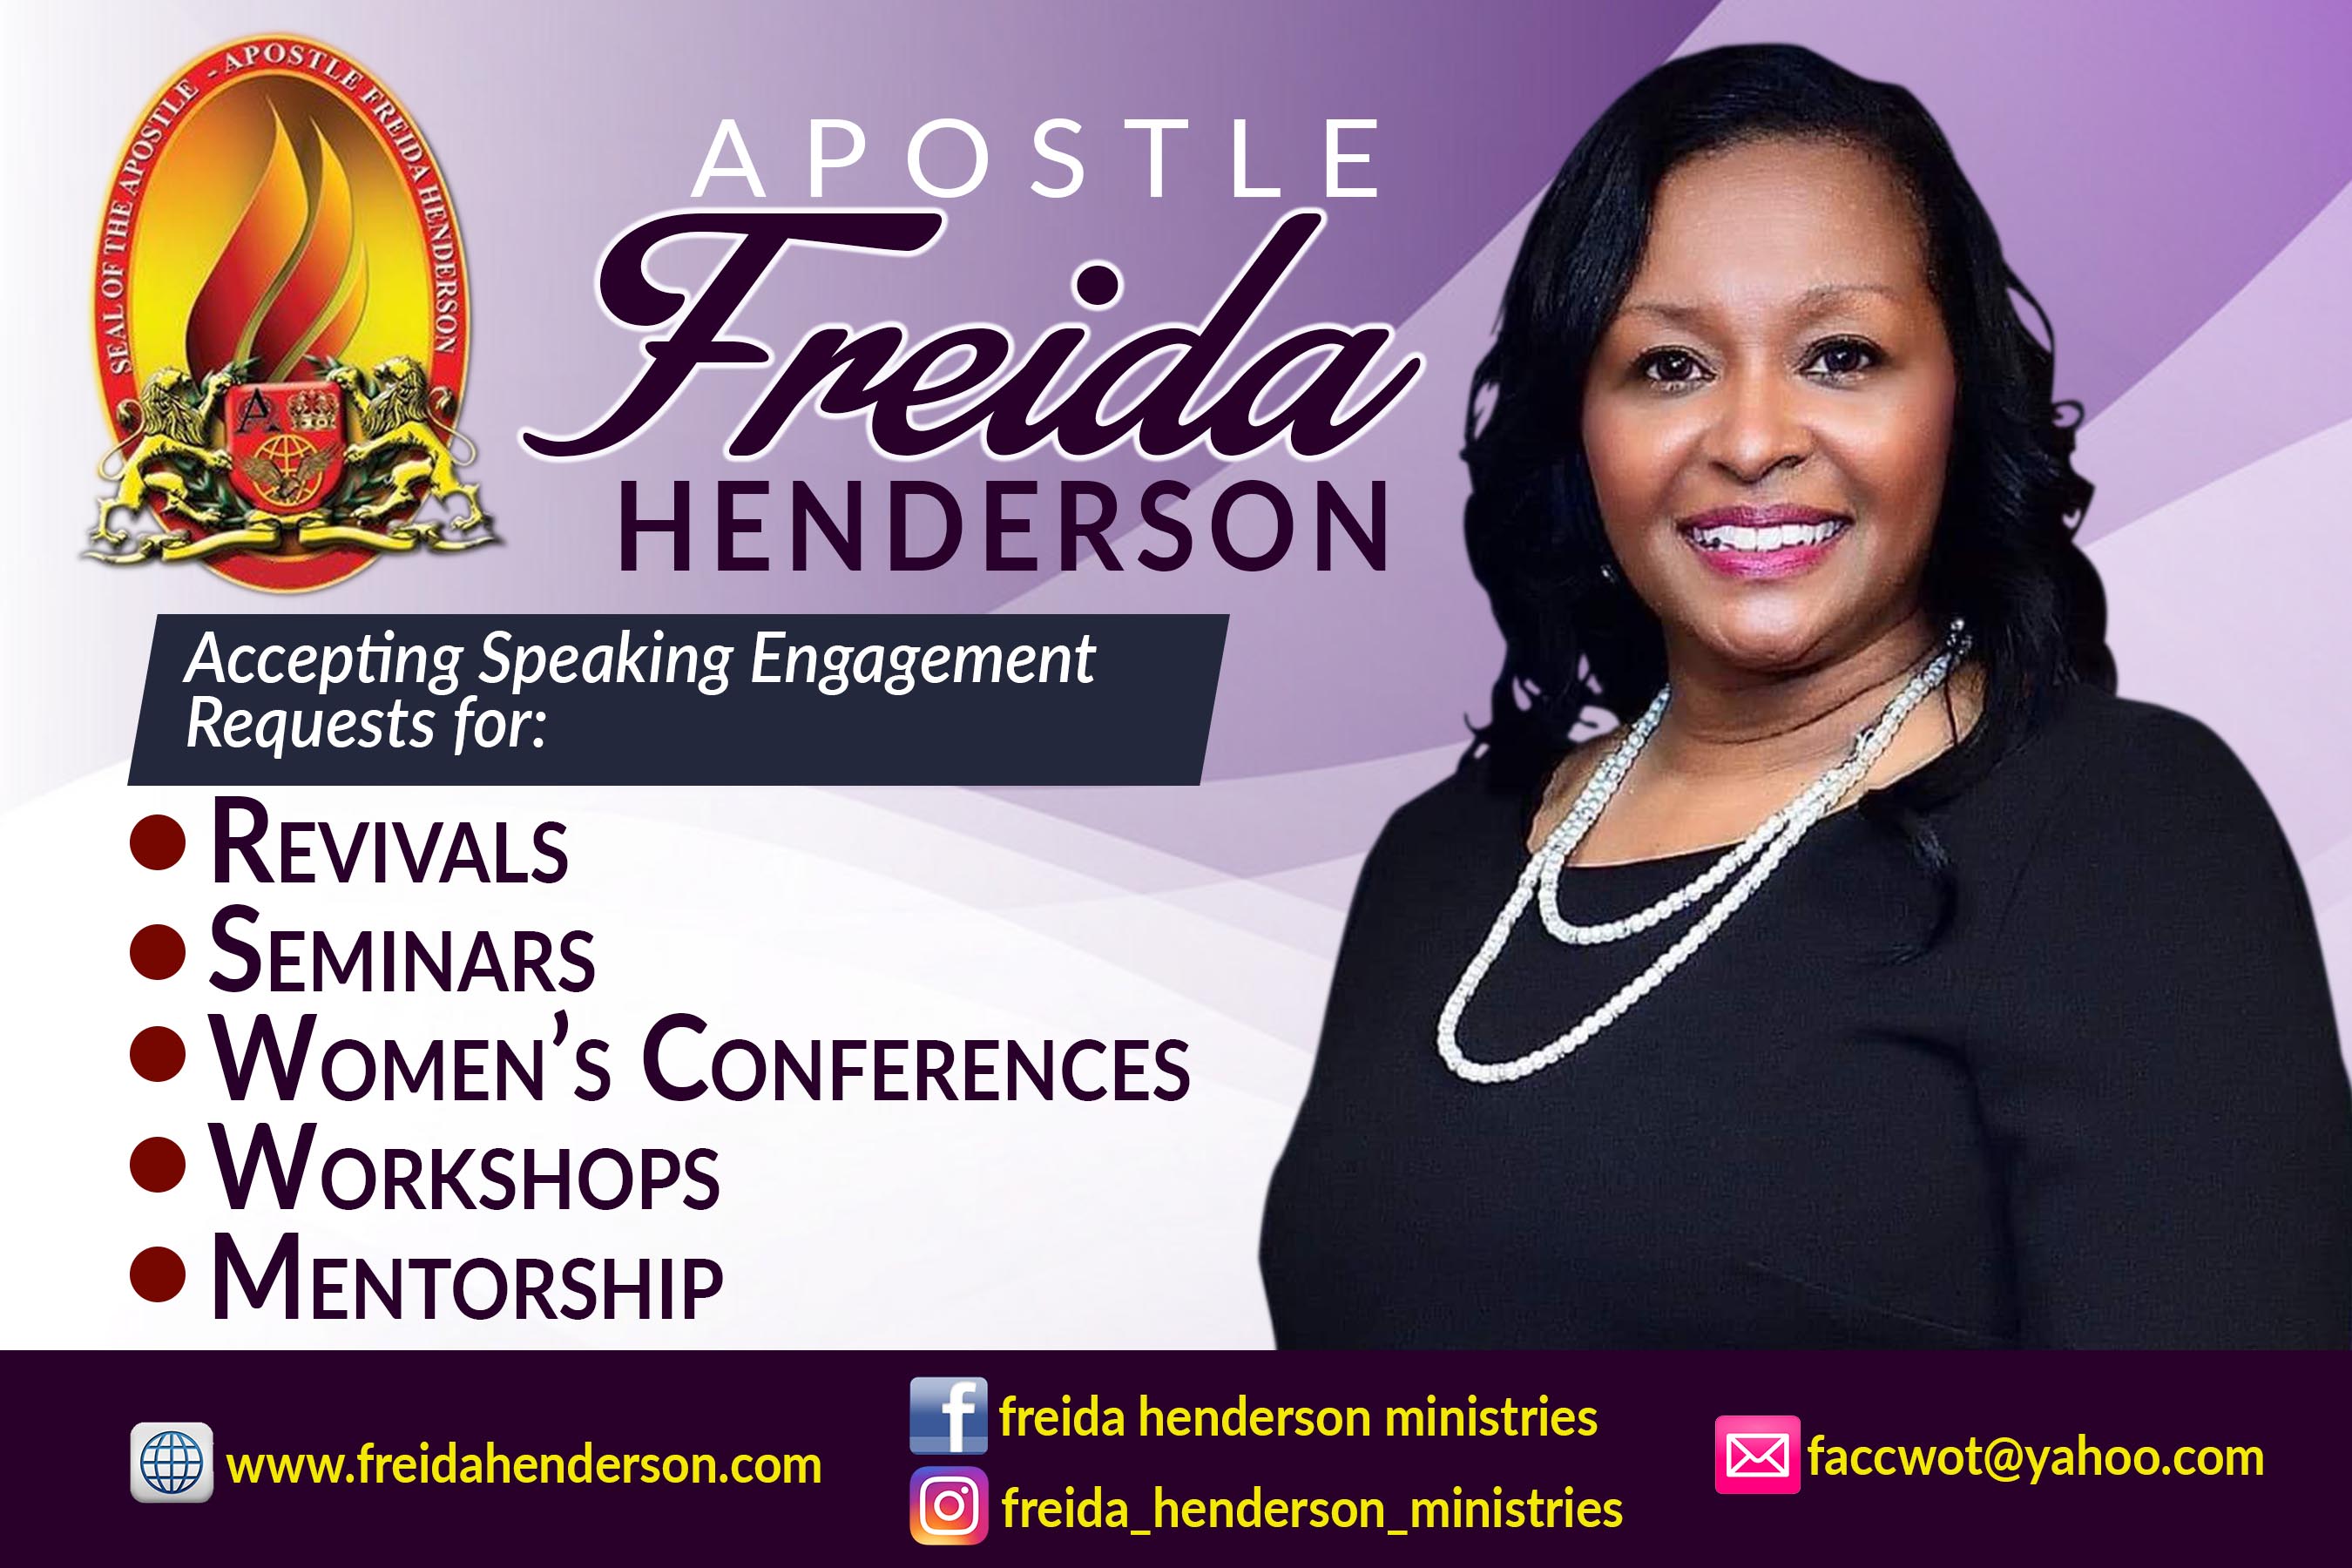 SEAL OF THE APOSTLE - APOSTLE FREIDA HENDERSON
A
APOSTLE
Freida
HENDERSON
Accepting Speaking Engagement
Requests for:
• REVIVALS
• SEMINARS
• WOMEN’S CONFERENCES
• WORKSHOPS
• MENTORSHIP
www.freidahenderson.com
freida henderson ministries
freida_henderson_ministries
faccwot@yahoo.com